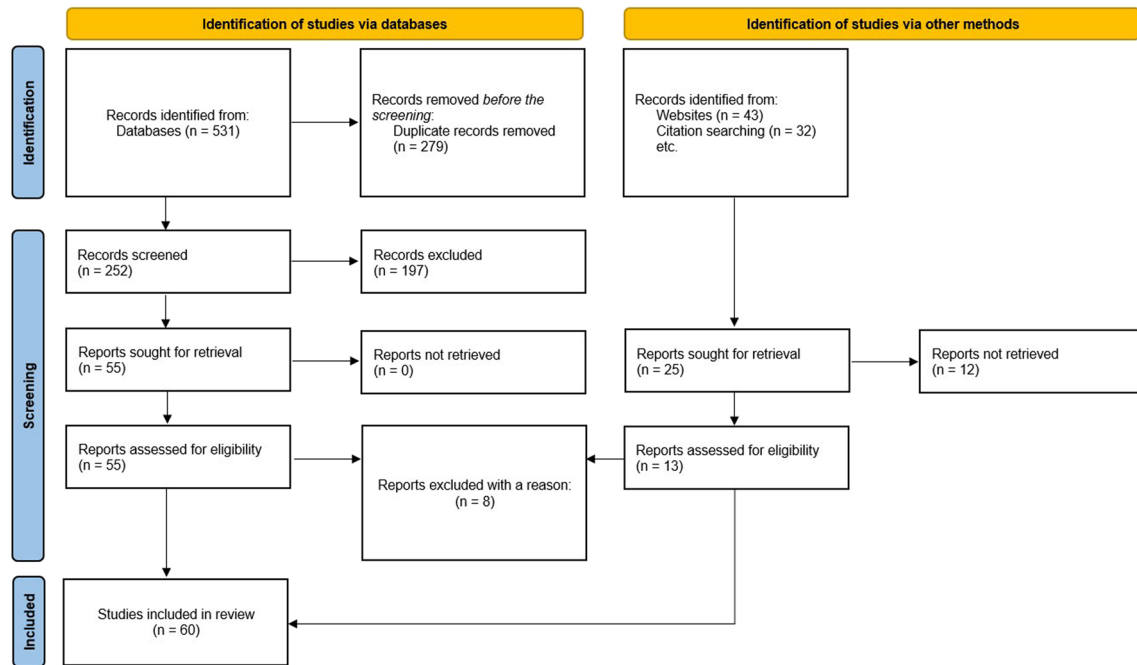 Identification of studies via databases
Identification of studies via other methods
Identification
Records identified from:
Databases (n = 531)
Records removed before the
screening:
Duplicate records removed
(n = 279)
Records identified from:
Websites (n = 43)
Citation searching (n = 32)
etc.
Screening
Records screened
(n = 252)
Records excluded
(n = 197)
Reports sought for retrieval
(n = 55)
Reports not retrieved
(n = 0)
Reports sought for retrieval
(n = 25)
Reports not retrieved
(n = 12)
Reports assessed for eligibility
(n = 55)
Reports excluded with a reason:
(n = 8)
Reports assessed for eligibility
(n = 13)
Included
Studies included in review
(n = 60)